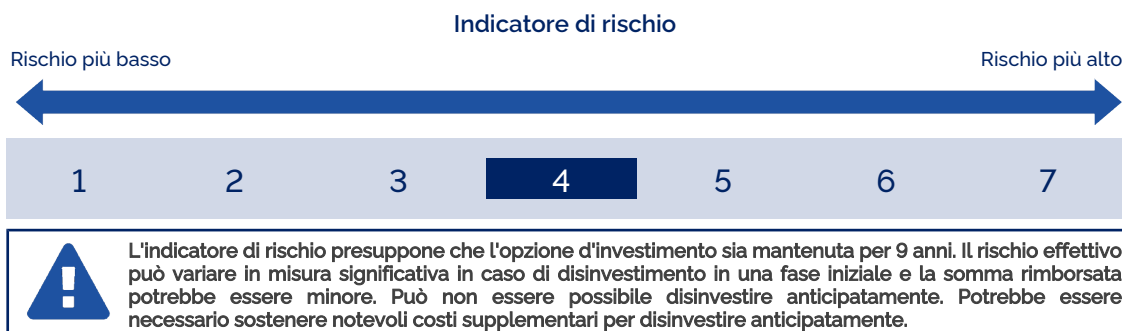 Indicatore di rischio
Rischio più basso Rischio più alto
1 2 3 4 5 6 7
L'indicatore di rischio presuppone che l'opzione d'investimento sia mantenuta per 9 anni. Il rischio effettivo
può variare in misura significativa in caso di disinvestimento in una fase iniziale e la somma rimborsata
potrebbe essere minore. Può non essere possibile disinvestire anticipatamente. Potrebbe essere
necessario sostenere notevoli costi supplementari per disinvestire anticipatamente.